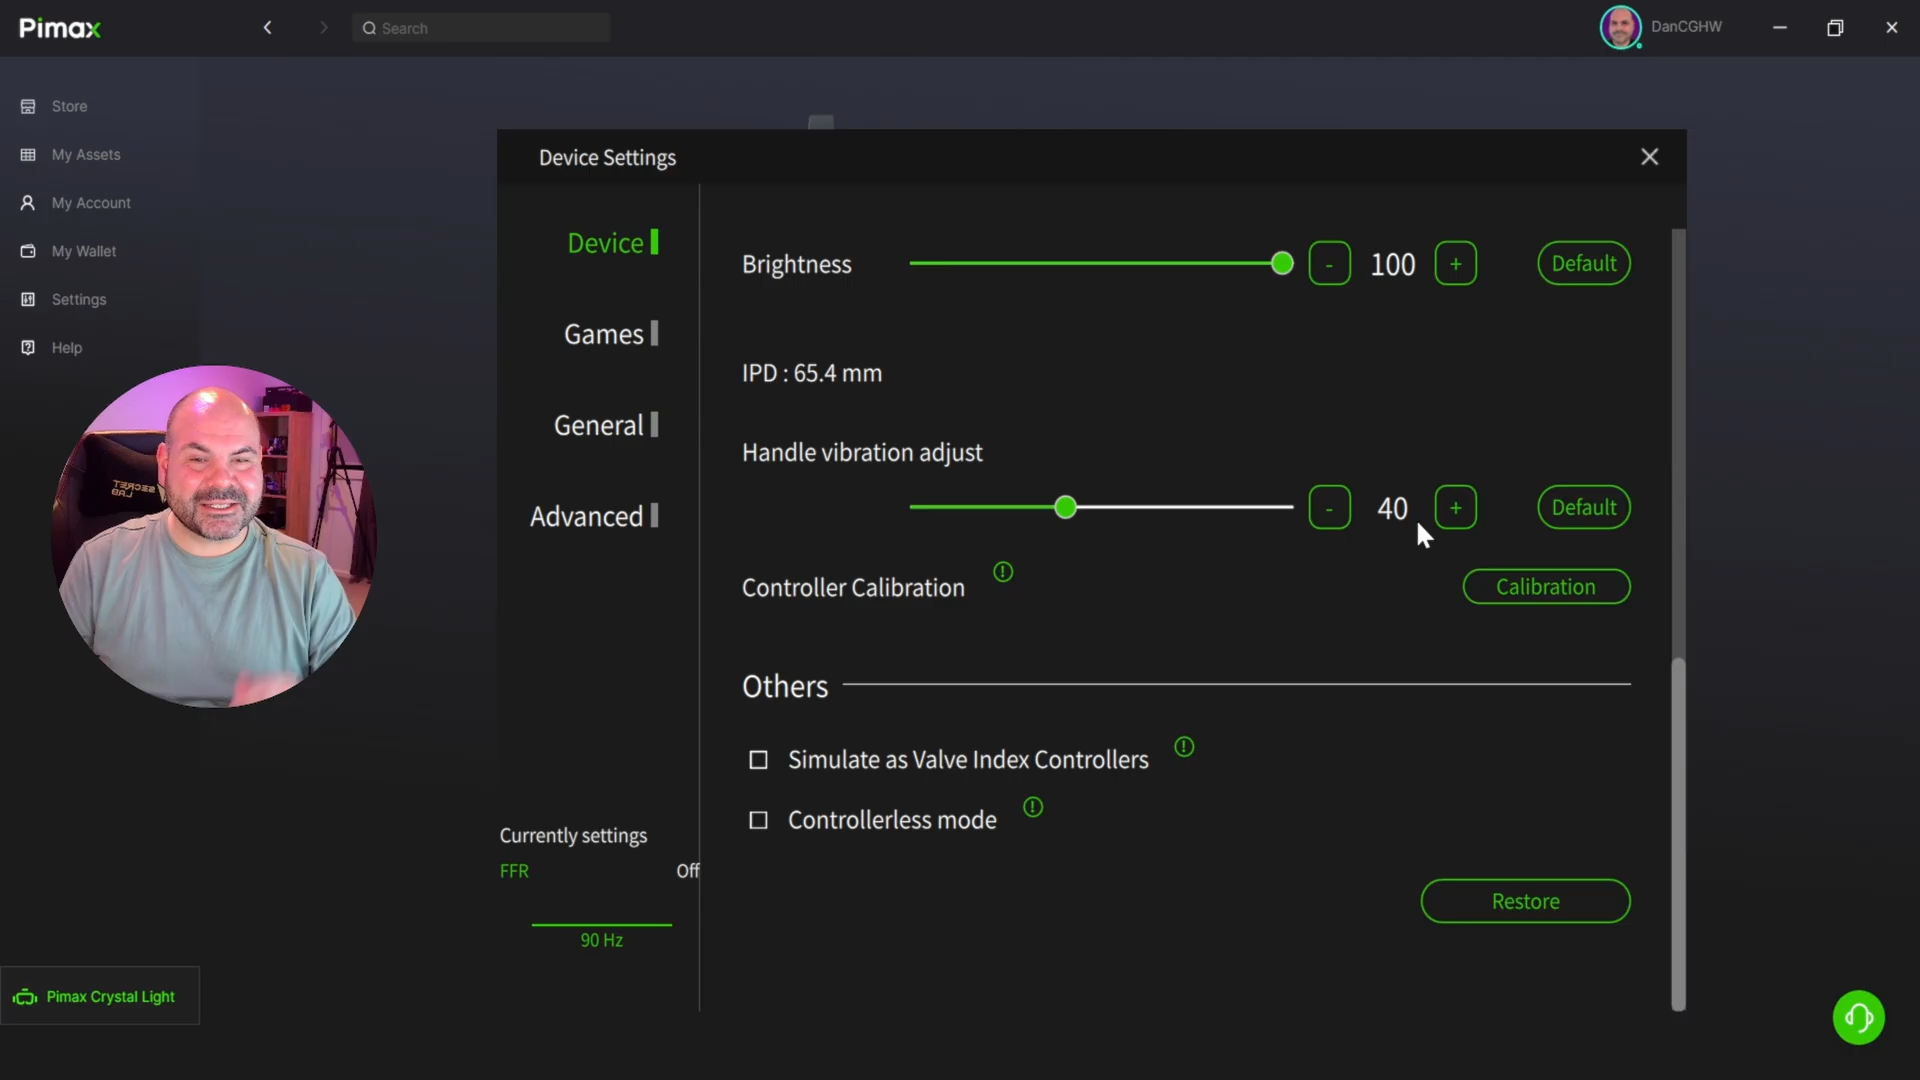 Pimax
Search
DanCGHW
Store
My Assets
My Account
My Wallet
Settings
Help
Device Settings
Device
Games
General
Advanced
Brightness
-
100
+
Default
IPD : 65.4 mm
Handle vibration adjust
-
40
+
Default
Controller Calibration
Calibration
Others
Simulate as Valve Index Controllers
Controllerless mode
Restore
Currently settings
FFR
Off
90 Hz
Pimax Crystal Light
SECRET
LAB